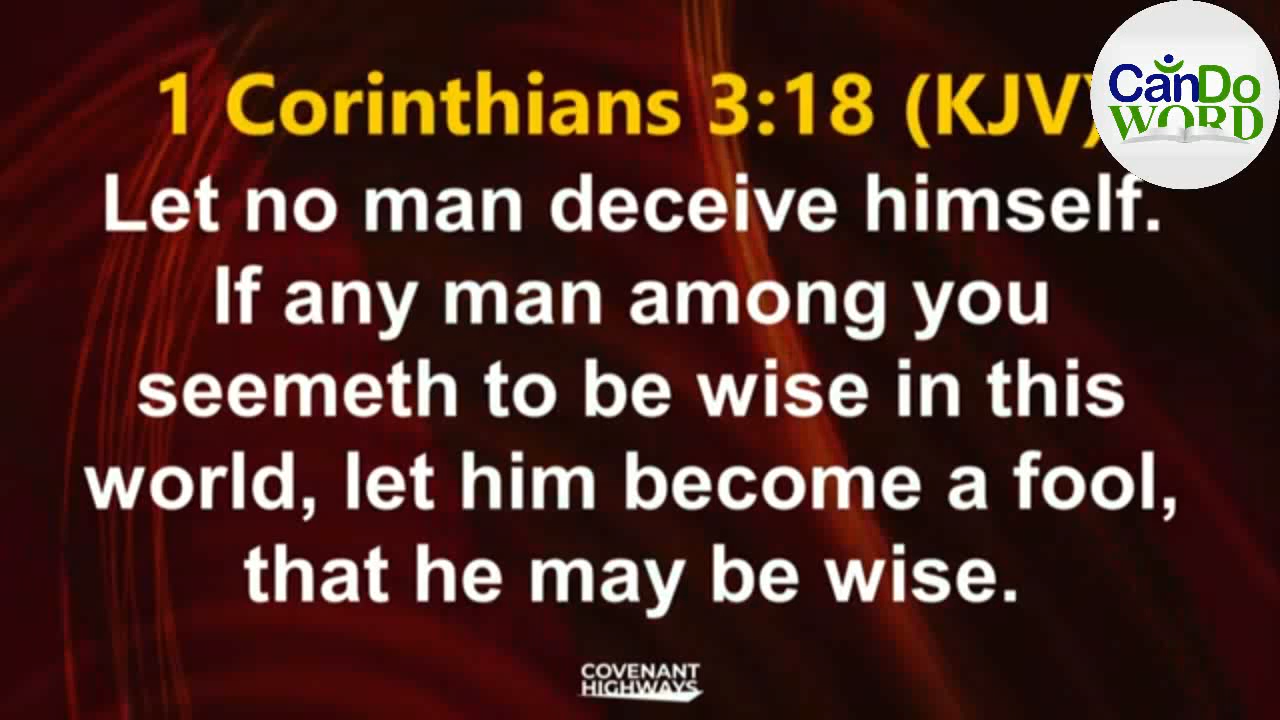 1 Corinthians 3:18 (KJV)
CanDo
WORD
Let no man deceive himself.
If any man among you
seemeth to be wise in this
world, let him become a fool,
that he may be wise.
COVENANT
HIGHWAYS